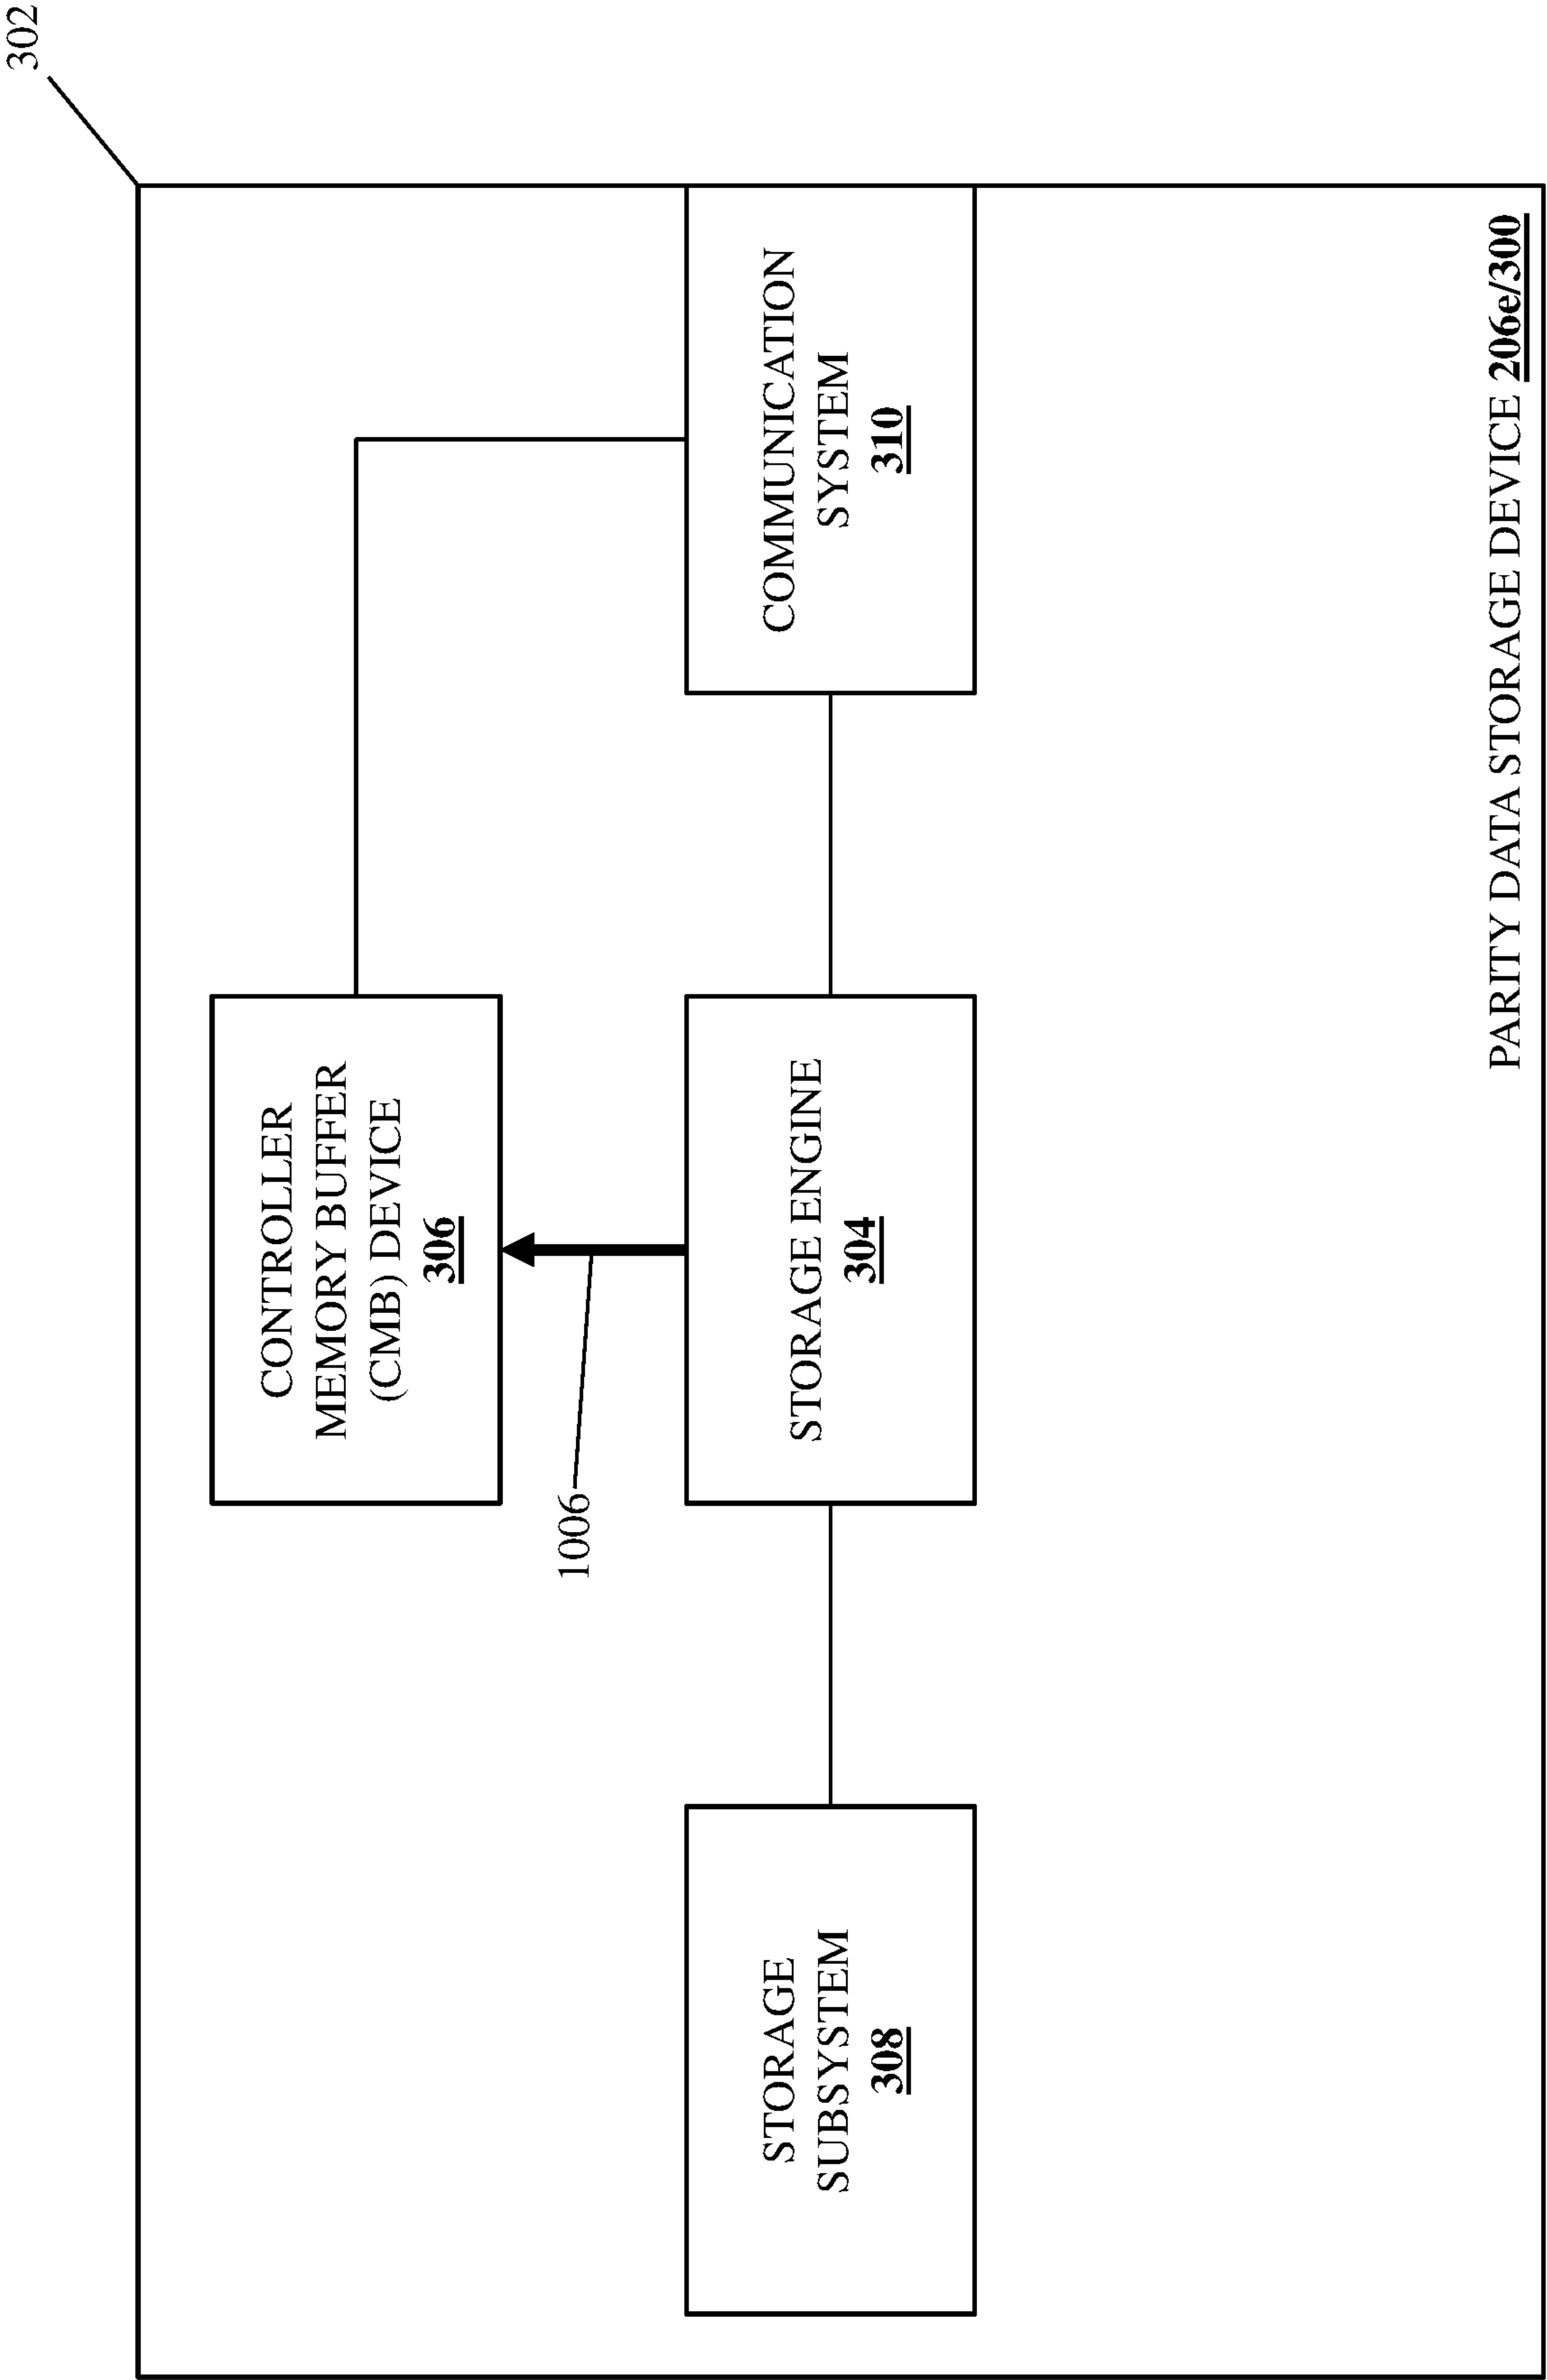 302
CONTROLLER
MEMORY BUFFER
(CMB) DEVICE
306
1006
STORAGE
SUBSYSTEM
308
STORAGE ENGINE
304
COMMUNICATION
SYSTEM
310
PARITY DATA STORAGE DEVICE 206e/300